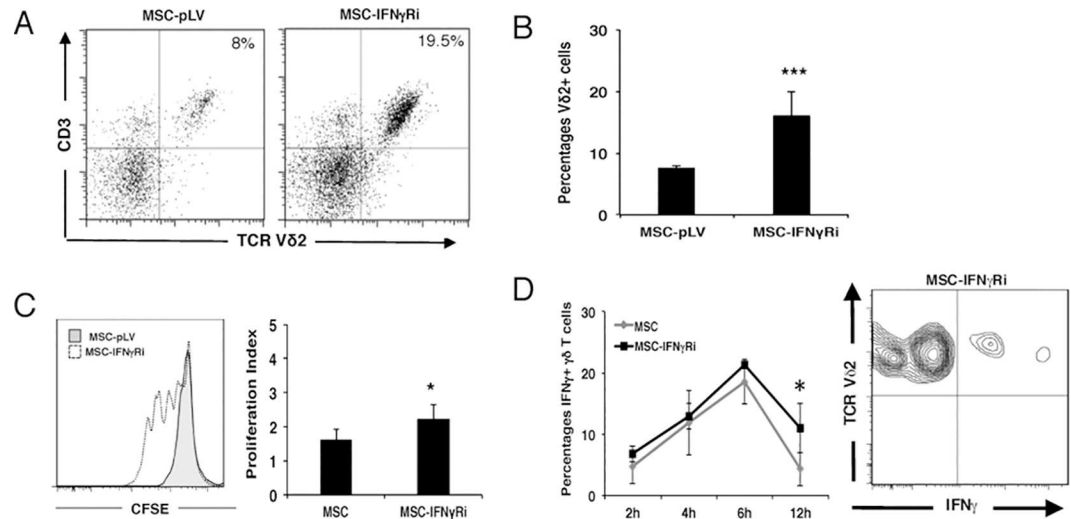 A
MSC-pLV
MSC-IFNγRi
8%
19.5%
CD3
TCR Vδ2
B
Percentages Vδ2+ cells
30
20
10
0
***
MSC-pLV
MSC-IFNγRi
C
MSC-pLV
MSC-IFNγRi
CFSE
Proliferation Index
5
4
3
2
1
0
*
MSC
MSC-IFNγRi
D
Percentages IFNγ+ γδ T cells
30
20
10
0
MSC
MSC-IFNγRi
*
2h
4h
6h
12h
MSC-IFNγRi
TCR Vδ2
IFNγ